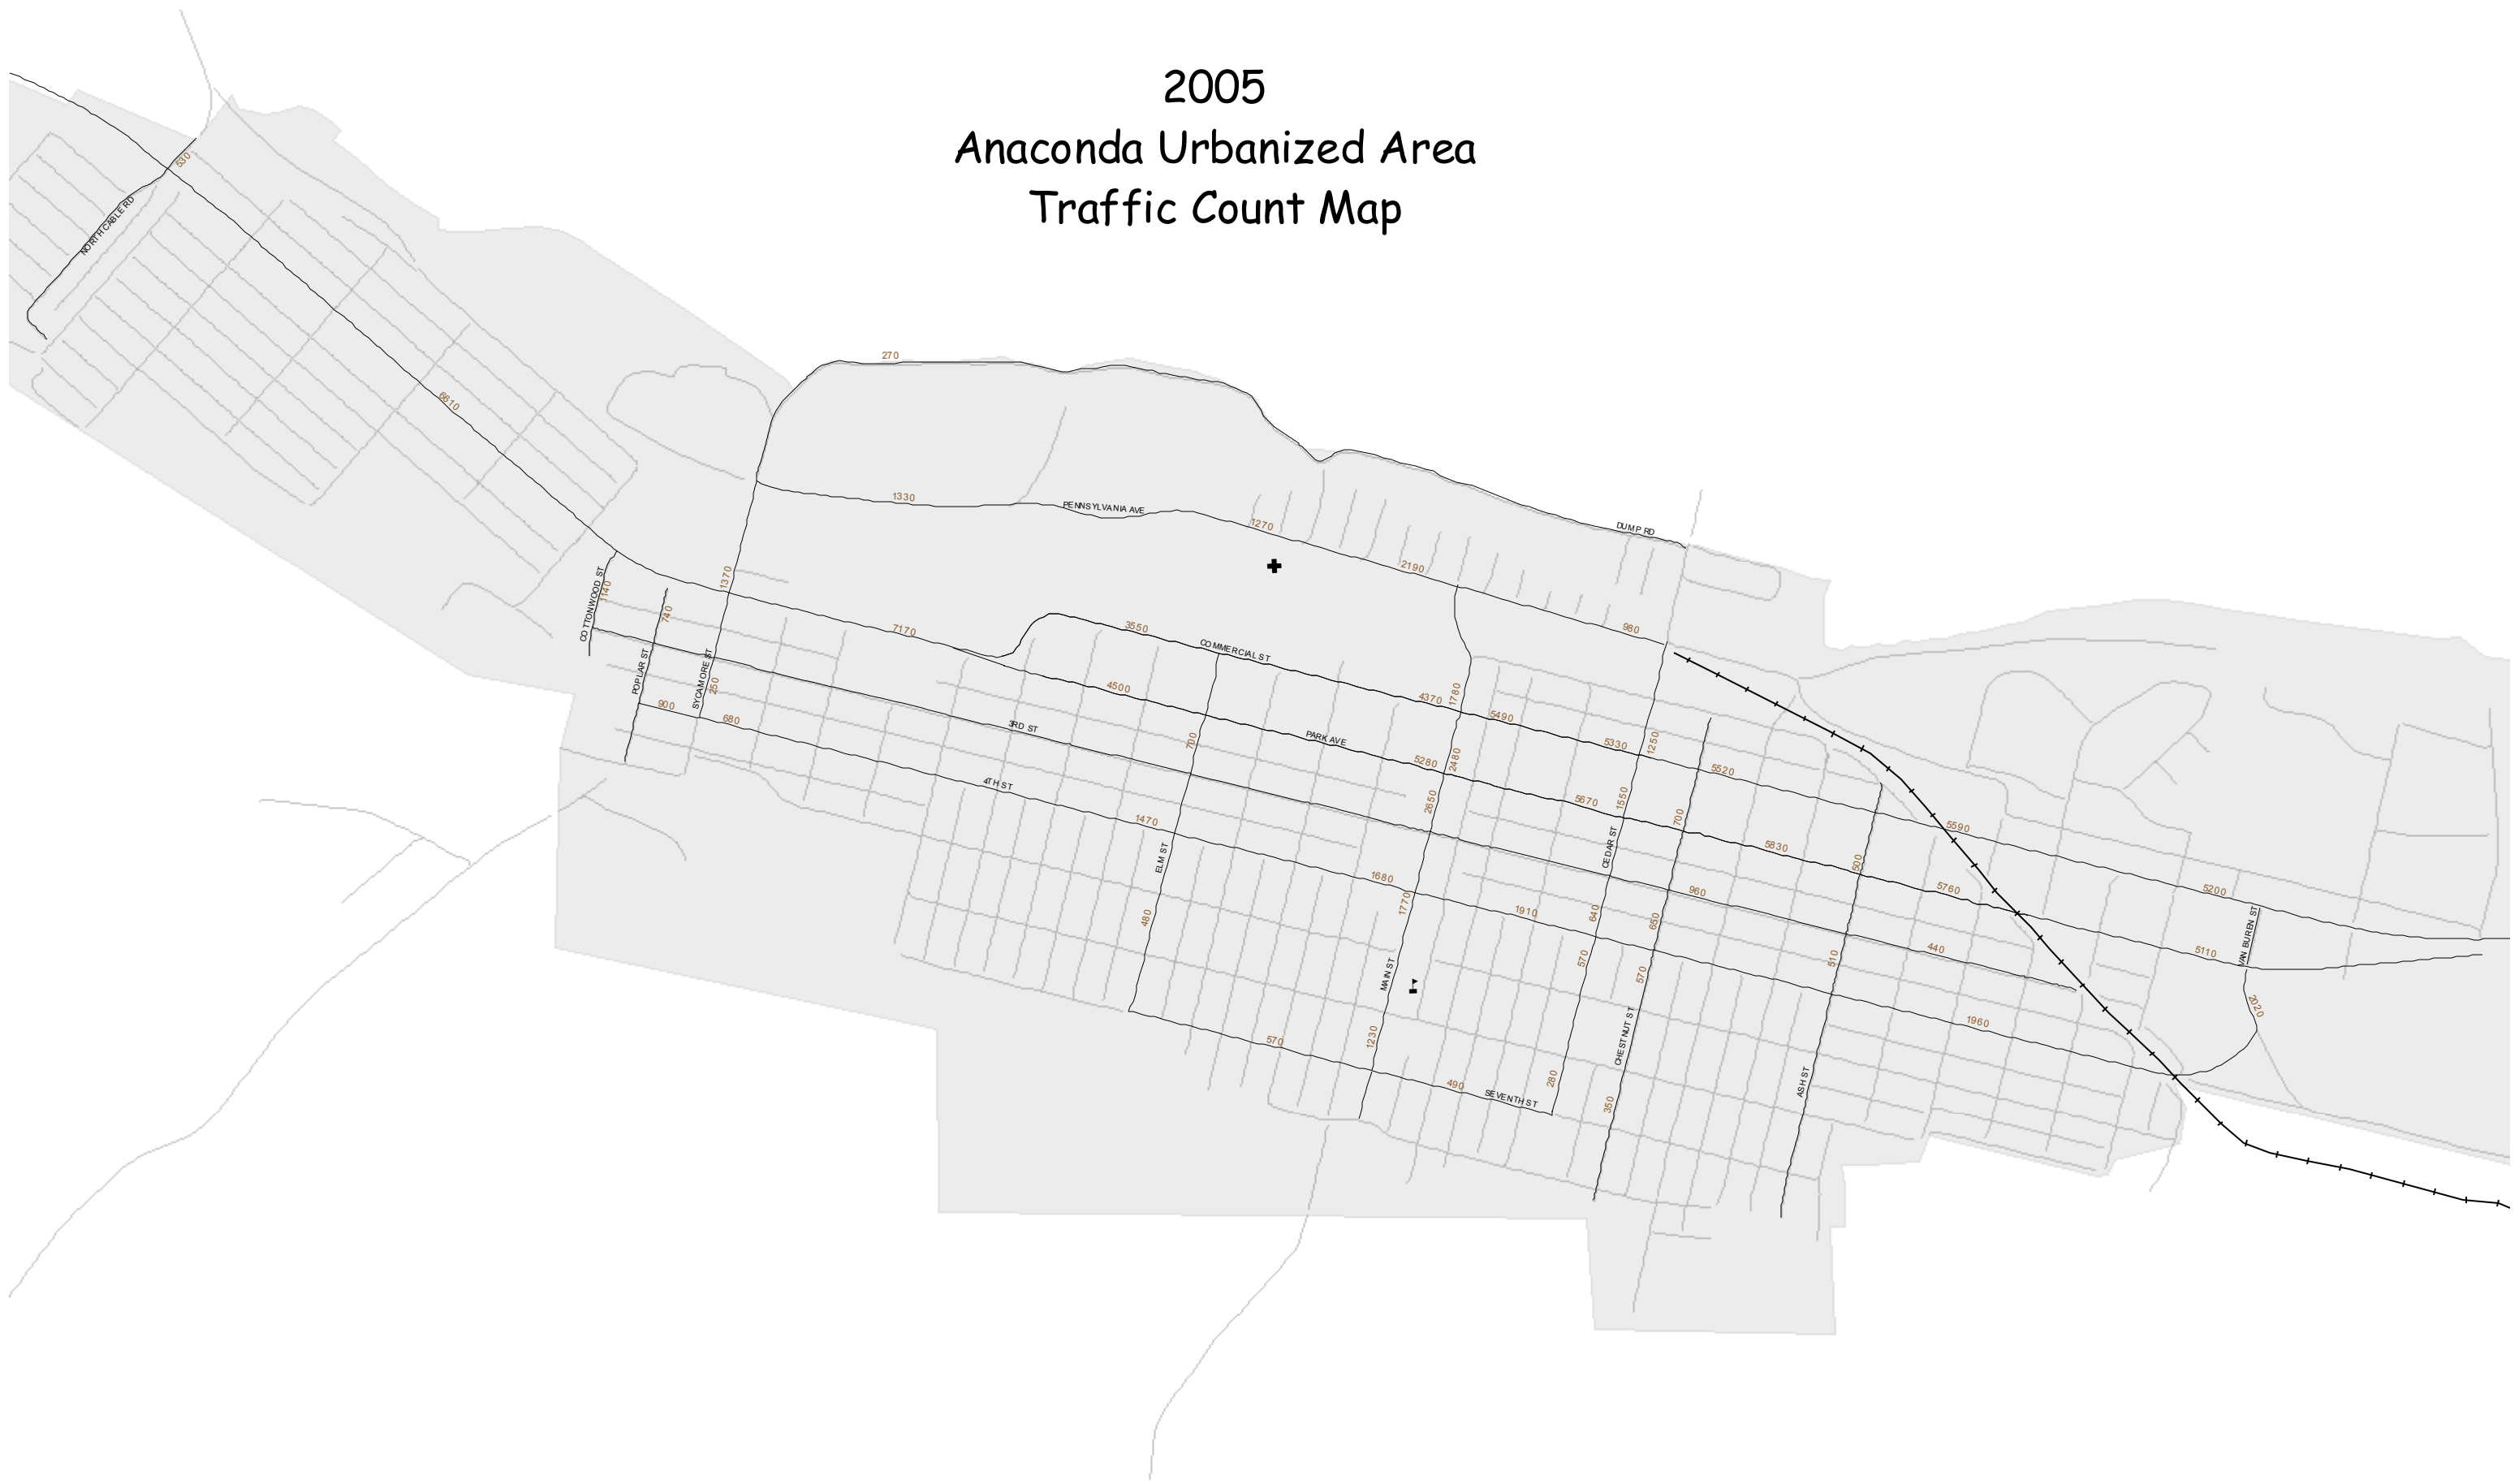 2005
Anaconda Urbanized Area
Traffic Count Map
530
NORTH CABLE RD
6610
270
1330
PENNSYLVANIA AVE
1270
DUMP RD
2190
980
COTTONWOOD ST
1140
740
1370
POPLAR ST
SYCAMORE ST
250
7170
3550
COMMERCIAL ST
4500
4370
1780
5490
900
680
3RD ST
700
PARK AVE
5280
2480
5330
1250
5520
4TH ST
1470
ELM ST
2650
5670
1550
700
CEDAR ST
5830
500
5590
1680
1770
1910
640
960
650
5760
5200
VAN BUREN ST
480
MAIN ST
570
570
510
440
5110
2020
570
1230
490
SEVENTH ST
280
CHESTNUT ST
350
ASH ST
1960